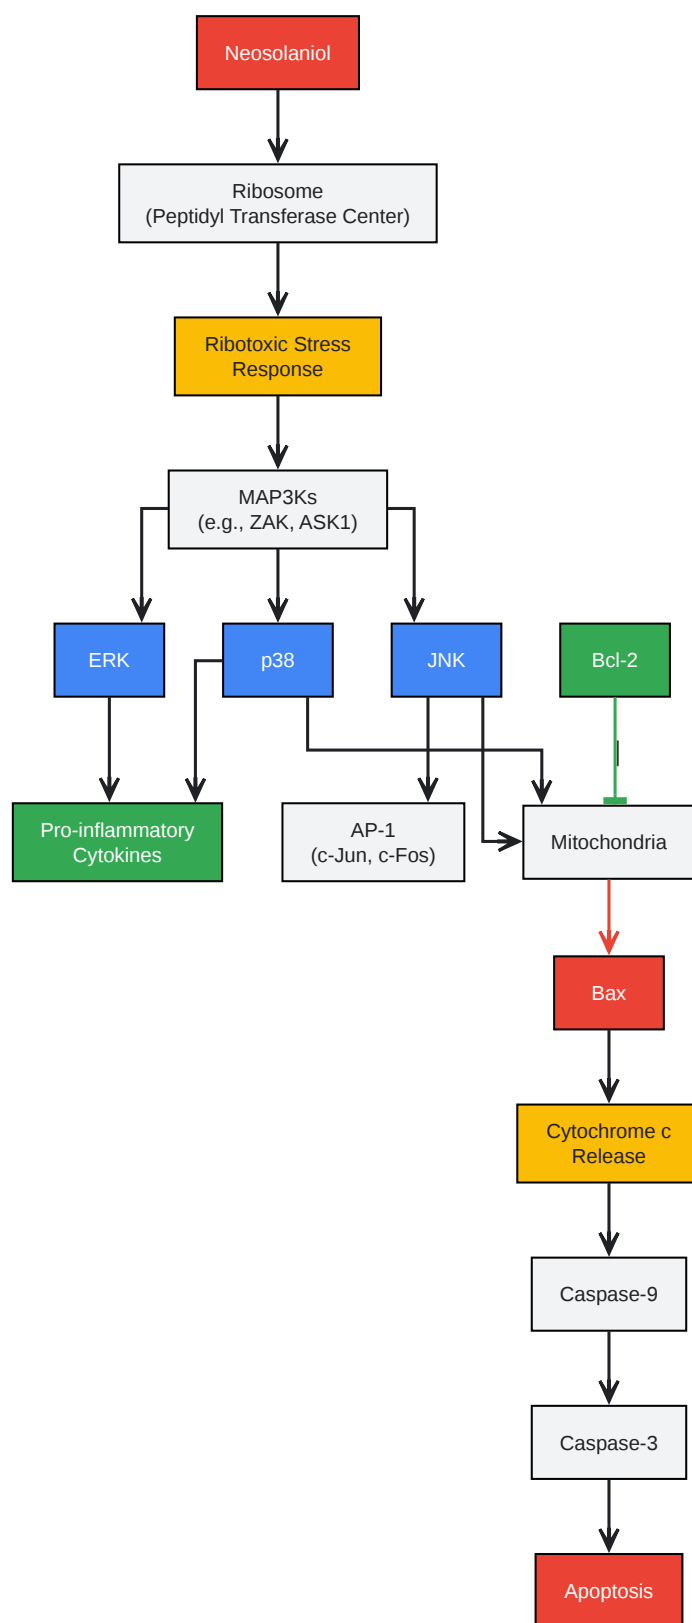 Neosolaniol
Ribosome
(Peptidyl Transferase Center)
Ribotoxic Stress
Response
MAP3Ks
(e.g., ZAK, ASK1)
ERK
p38
JNK
Bcl-2
Pro-inflammatory
Cytokines
AP-1
(c-Jun, c-Fos)
Mitochondria
Bax
Cytochrome c
Release
Caspase-9
Caspase-3
Apoptosis